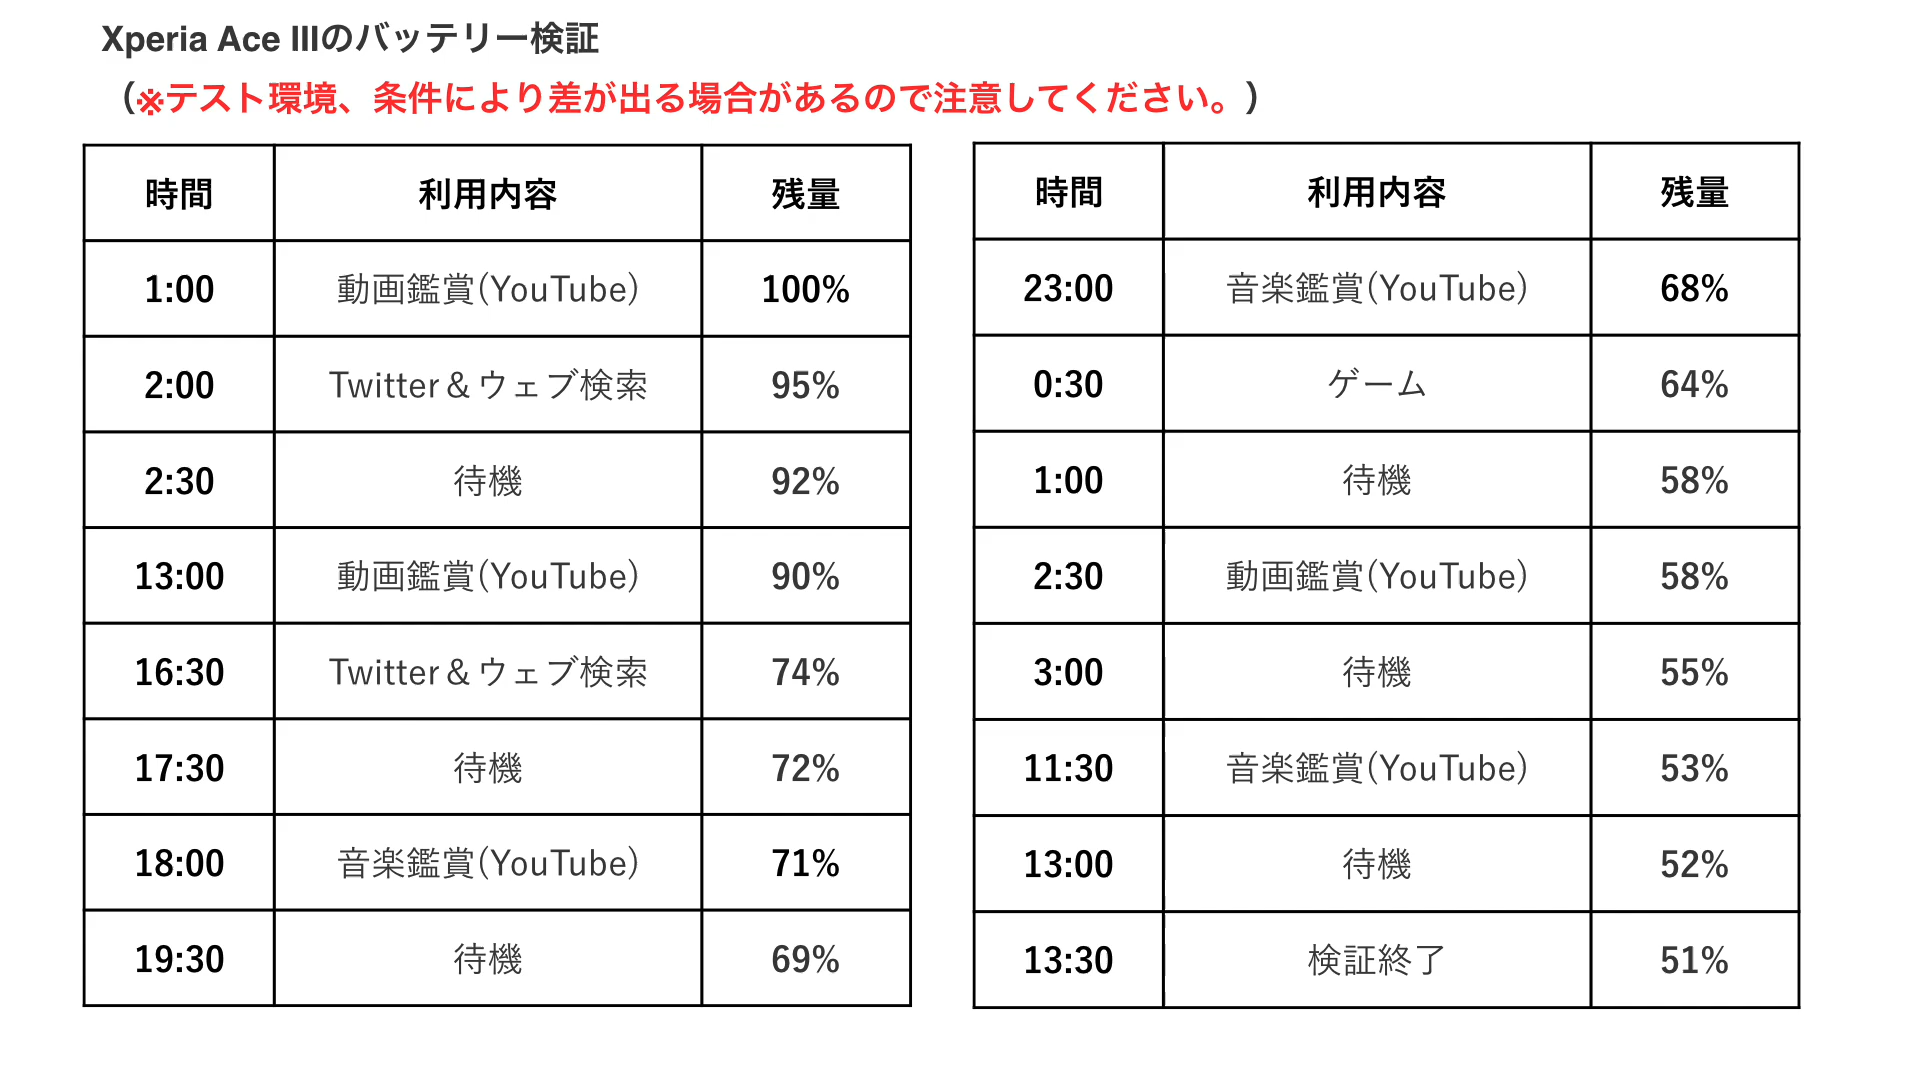 Xperia Ace IIIのバッテリー検証
（※テスト環境、条件により差が出る場合があるので注意してください。）
時間 利用内容 残量
1:00 動画鑑賞(YouTube) 100%
2:00 Twitter＆ウェブ検索 95%
2:30 待機 92%
13:00 動画鑑賞(YouTube) 90%
16:30 Twitter＆ウェブ検索 74%
17:30 待機 72%
18:00 音楽鑑賞(YouTube) 71%
19:30 待機 69%
時間 利用内容 残量
23:00 音楽鑑賞(YouTube) 68%
0:30 ゲーム 64%
1:00 待機 58%
2:30 動画鑑賞(YouTube) 58%
3:00 待機 55%
11:30 音楽鑑賞(YouTube) 53%
13:00 待機 52%
13:30 検証終了 51%